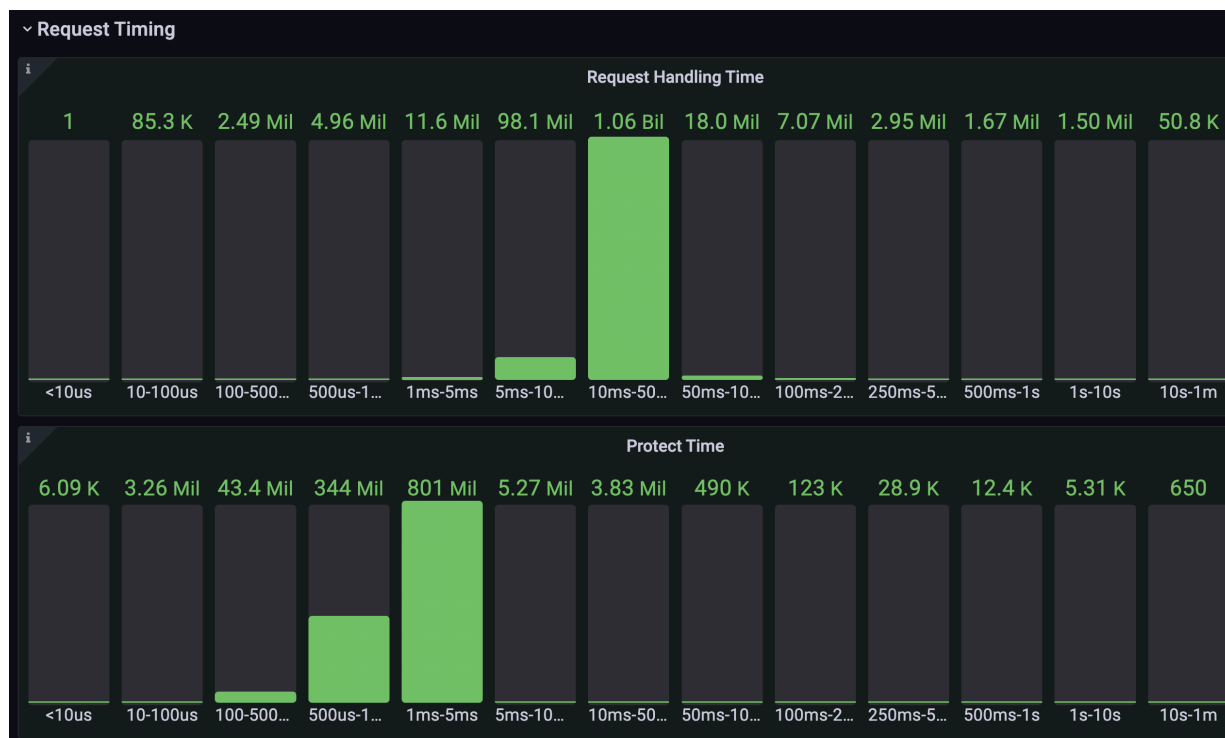 Request Timing
i
Request Handling Time
1 85.3 K 2.49 Mil 4.96 Mil 11.6 Mil 98.1 Mil 1.06 Bil 18.0 Mil 7.07 Mil 2.95 Mil 1.67 Mil 1.50 Mil 50.8 K
<10us 10-100us 100-500... 500us-1... 1ms-5ms 5ms-10... 10ms-50... 50ms-10... 100ms-2... 250ms-5... 500ms-1s 1s-10s 10s-1m
i
Protect Time
6.09 K 3.26 Mil 43.4 Mil 344 Mil 801 Mil 5.27 Mil 3.83 Mil 490 K 123 K 28.9 K 12.4 K 5.31 K 650
<10us 10-100us 100-500... 500us-1... 1ms-5ms 5ms-10... 10ms-50... 50ms-10... 100ms-2... 250ms-5... 500ms-1s 1s-10s 10s-1m